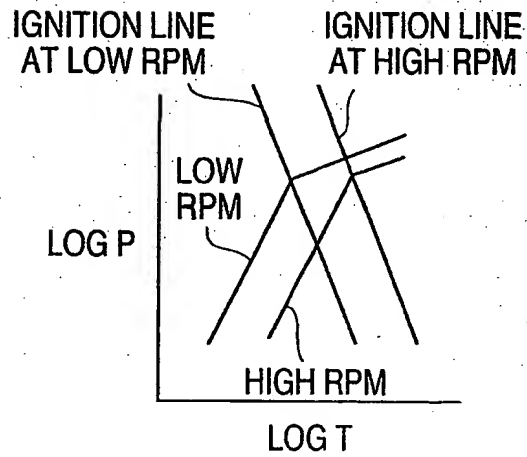 IGNITION LINE
AT LOW RPM
IGNITION LINE
AT HIGH RPM
LOW
RPM
LOG P
HIGH RPM
LOG T